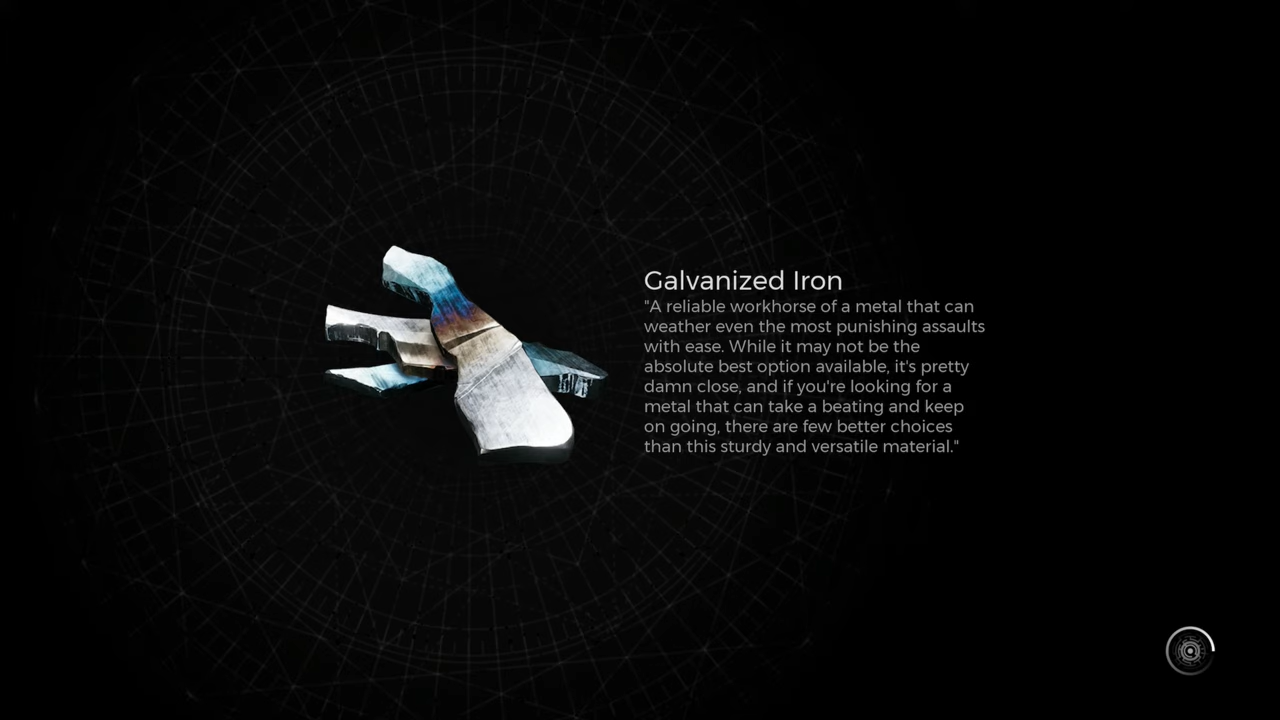 Galvanized Iron
"A reliable workhorse of a metal that can
weather even the most punishing assaults
with ease. While it may not be the
absolute best option available, it's pretty
damn close, and if you're looking for a
metal that can take a beating and keep
on going, there are few better choices
than this sturdy and versatile material."